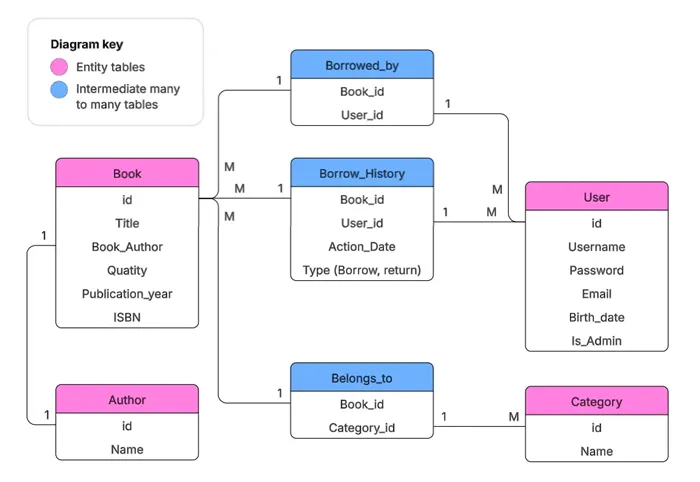 Diagram key
Entity tables
Intermediate many
to many tables
Borrowed_by
Book_id
User_id
1
1
M
M
M
Book
id
Title
Book_Author
Quatity
Publication_year
ISBN
1
Borrow_History
Book_id
User_id
Action_Date
Type (Borrow, return)
1
1
M
M
User
id
Username
Password
Email
Birth_date
Is_Admin
Author
id
Name
1
Belongs_to
Book_id
Category_id
1
1
M
Category
id
Name